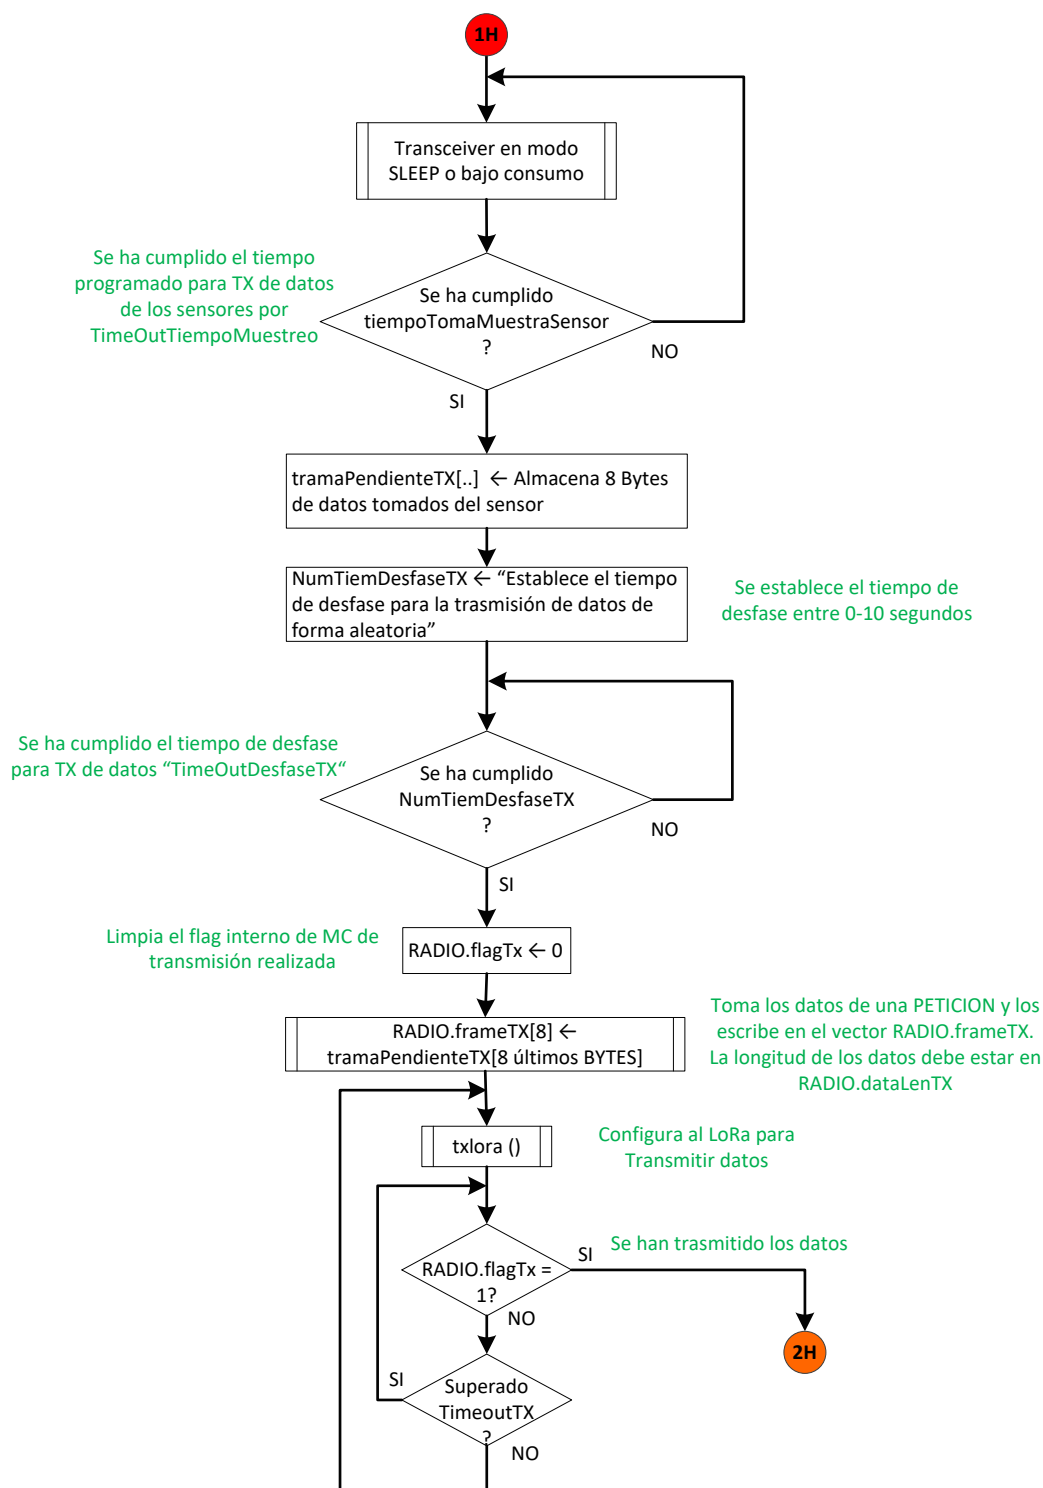 1H
Transceiver en modo
SLEEP o bajo consumo
Se ha cumplido el tiempo
programado para TX de datos
de los sensores por
TimeOutTiempoMuestreo
Se ha cumplido
tiempoTomaMuestraSensor
?
NO
SI
tramaPendienteTX[..] ← Almacena 8 Bytes
de datos tomados del sensor
NumTiemDesfaseTX ← “Establece el tiempo
de desfase para la trasmisión de datos de
forma aleatoria”
Se establece el tiempo de
desfase entre 0-10 segundos
Se ha cumplido el tiempo de desfase
para TX de datos “TimeOutDesfaseTX“
Se ha cumplido
NumTiemDesfaseTX
?
NO
SI
Limpia el flag interno de MC de
transmisión realizada
RADIO.flagTx ← 0
RADIO.frameTX[8] ←
tramaPendienteTX[8 últimos BYTES]
Toma los datos de una PETICION y los
escribe en el vector RADIO.frameTX.
La longitud de los datos debe estar en
RADIO.dataLenTX
txlora ()
Configura al LoRa para
Transmitir datos
RADIO.flagTx =
1?
SI
Se han trasmitido los datos
NO
2H
SI
Superado
TimeoutTX
?
NO